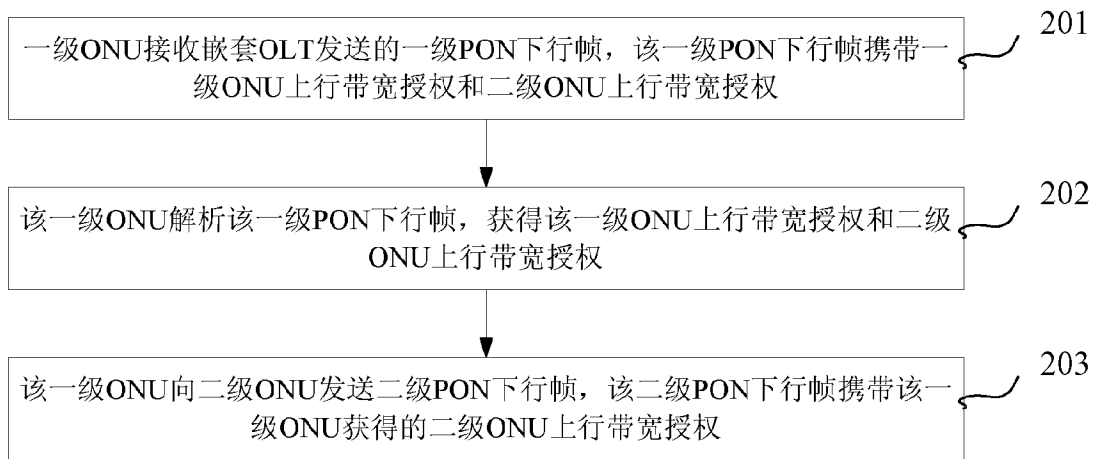 一级ONU接收嵌套OLT发送的一级PON下行帧，该一级PON下行帧携带一
级ONU上行带宽授权和二级ONU上行带宽授权
201
该一级ONU解析该一级PON下行帧，获得该一级ONU上行带宽授权和二级
ONU上行带宽授权
202
该一级ONU向二级ONU发送二级PON下行帧，该二级PON下行帧携带该一
级ONU获得的二级ONU上行带宽授权
203